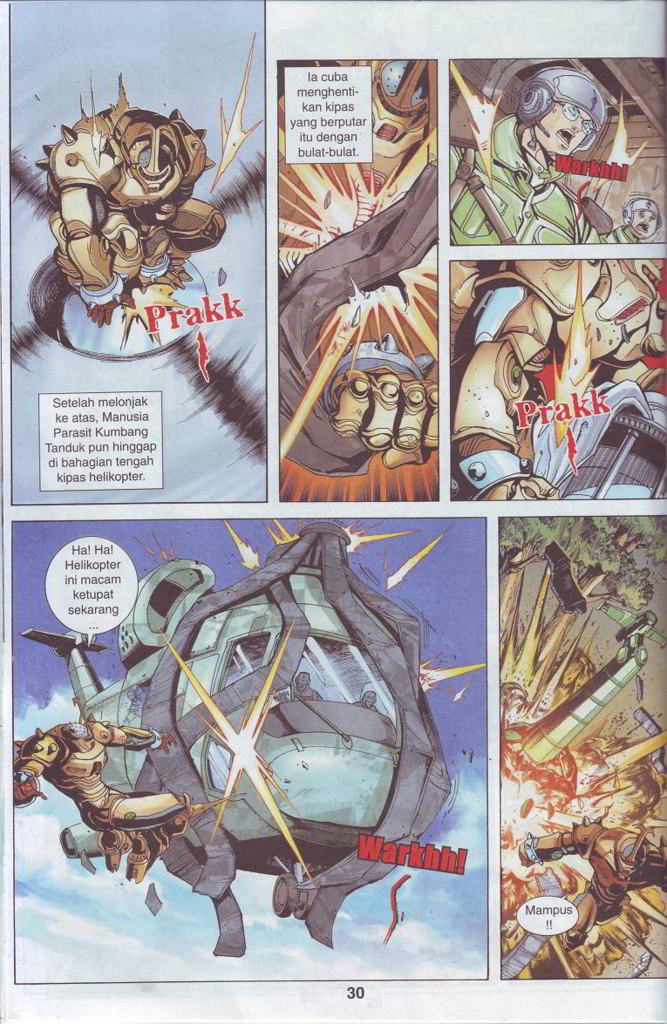 Prakk
Setelah melonjak
ke atas, Manusia
Parasit Kumbang
Tanduk pun hinggap
di bahagian tengah
kipas helikopter.
Ia cuba
menghenti-
kan kipas
yang berputar
itu dengan
bulat-bulat.
Warkhh!
Prakk
Ha! Ha!
Helikopter
ini macam
ketupat
sekarang
...
Warkhh!
Mampus
!!
30